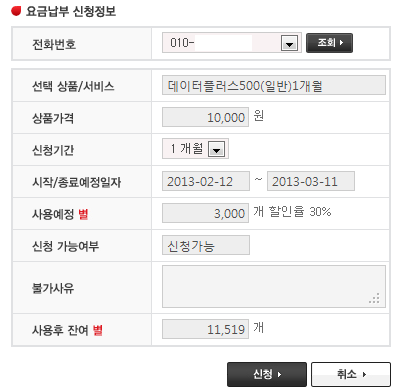 요금납부 신청정보
전화번호 010- 조회
선택 상품/서비스 데이터플러스500(일반)1개월
상품가격 10,000 원
신청기간 1 개월
시작/종료예정일자 2013-02-12 ~ 2013-03-11
사용예정 별 3,000 개 할인율 30%
신청 가능여부 신청가능
불가사유
사용후 잔여 별 11,519 개
신청 취소